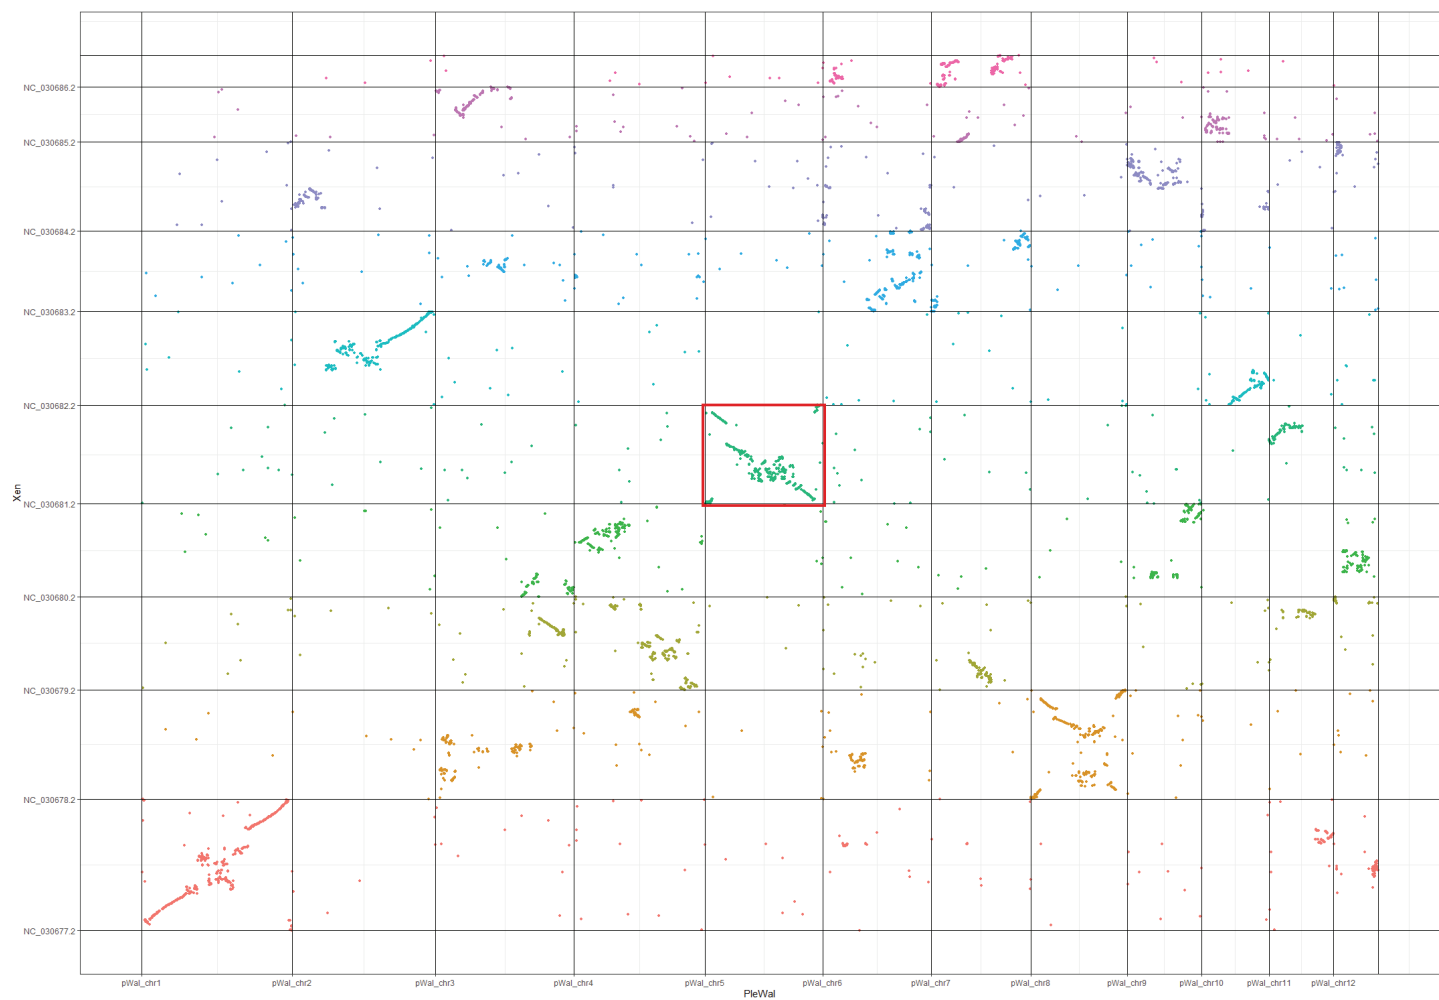 NC_030686.2
NC_030685.2
NC_030684.2
NC_030683.2
NC_030682.2
NC_030681.2
NC_030680.2
NC_030679.2
NC_030678.2
NC_030677.2
Xen
pWal_chr1 pWal_chr2 pWal_chr3 pWal_chr4 pWal_chr5 pWal_chr6 pWal_chr7 pWal_chr8 pWal_chr9 pWal_chr10 pWal_chr11 pWal_chr12
PleWal